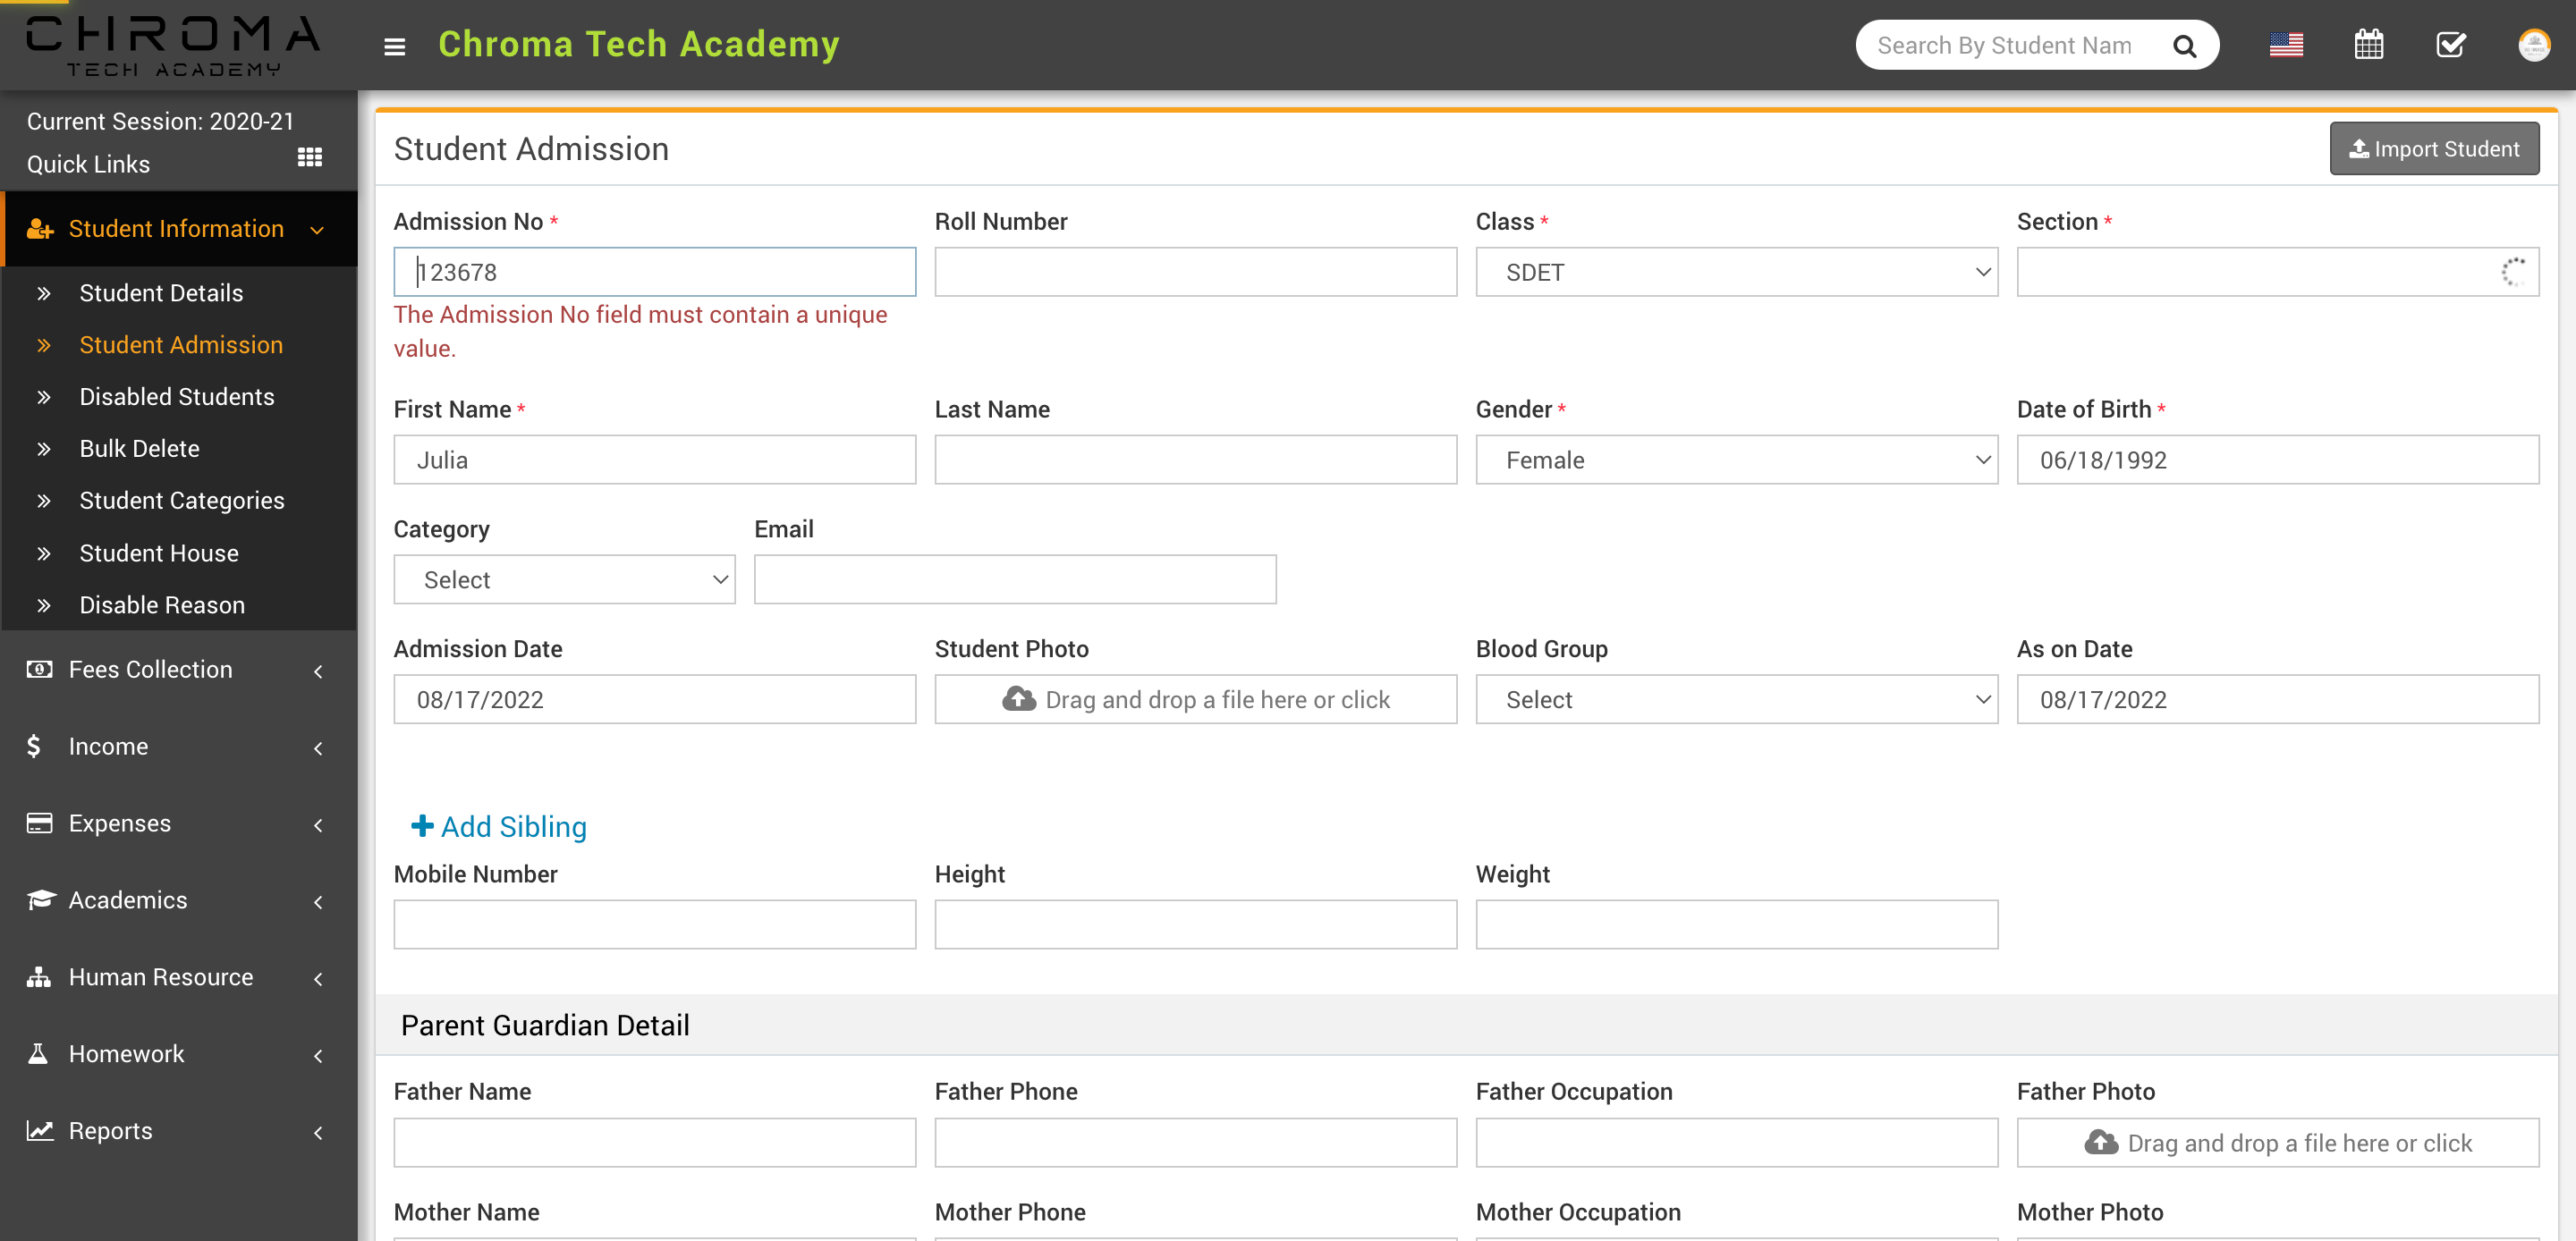 CHROMA
TECH ACADEMY
Chroma Tech Academy
Search By Student Nam
Current Session: 2020-21
Quick Links
Student Information
Student Details
Student Admission
Disabled Students
Bulk Delete
Student Categories
Student House
Disable Reason
Fees Collection
Income
Expenses
Academics
Human Resource
Homework
Reports
Student Admission
Import Student
Admission No *
Roll Number
Class *
Section *
123678
SDET
The Admission No field must contain a unique
value.
First Name *
Last Name
Gender *
Date of Birth *
Julia
Female
06/18/1992
Category
Email
Select
Admission Date
Student Photo
Blood Group
As on Date
08/17/2022
Drag and drop a file here or click
Select
08/17/2022
Add Sibling
Mobile Number
Height
Weight
Parent Guardian Detail
Father Name
Father Phone
Father Occupation
Father Photo
Drag and drop a file here or click
Mother Name
Mother Phone
Mother Occupation
Mother Photo